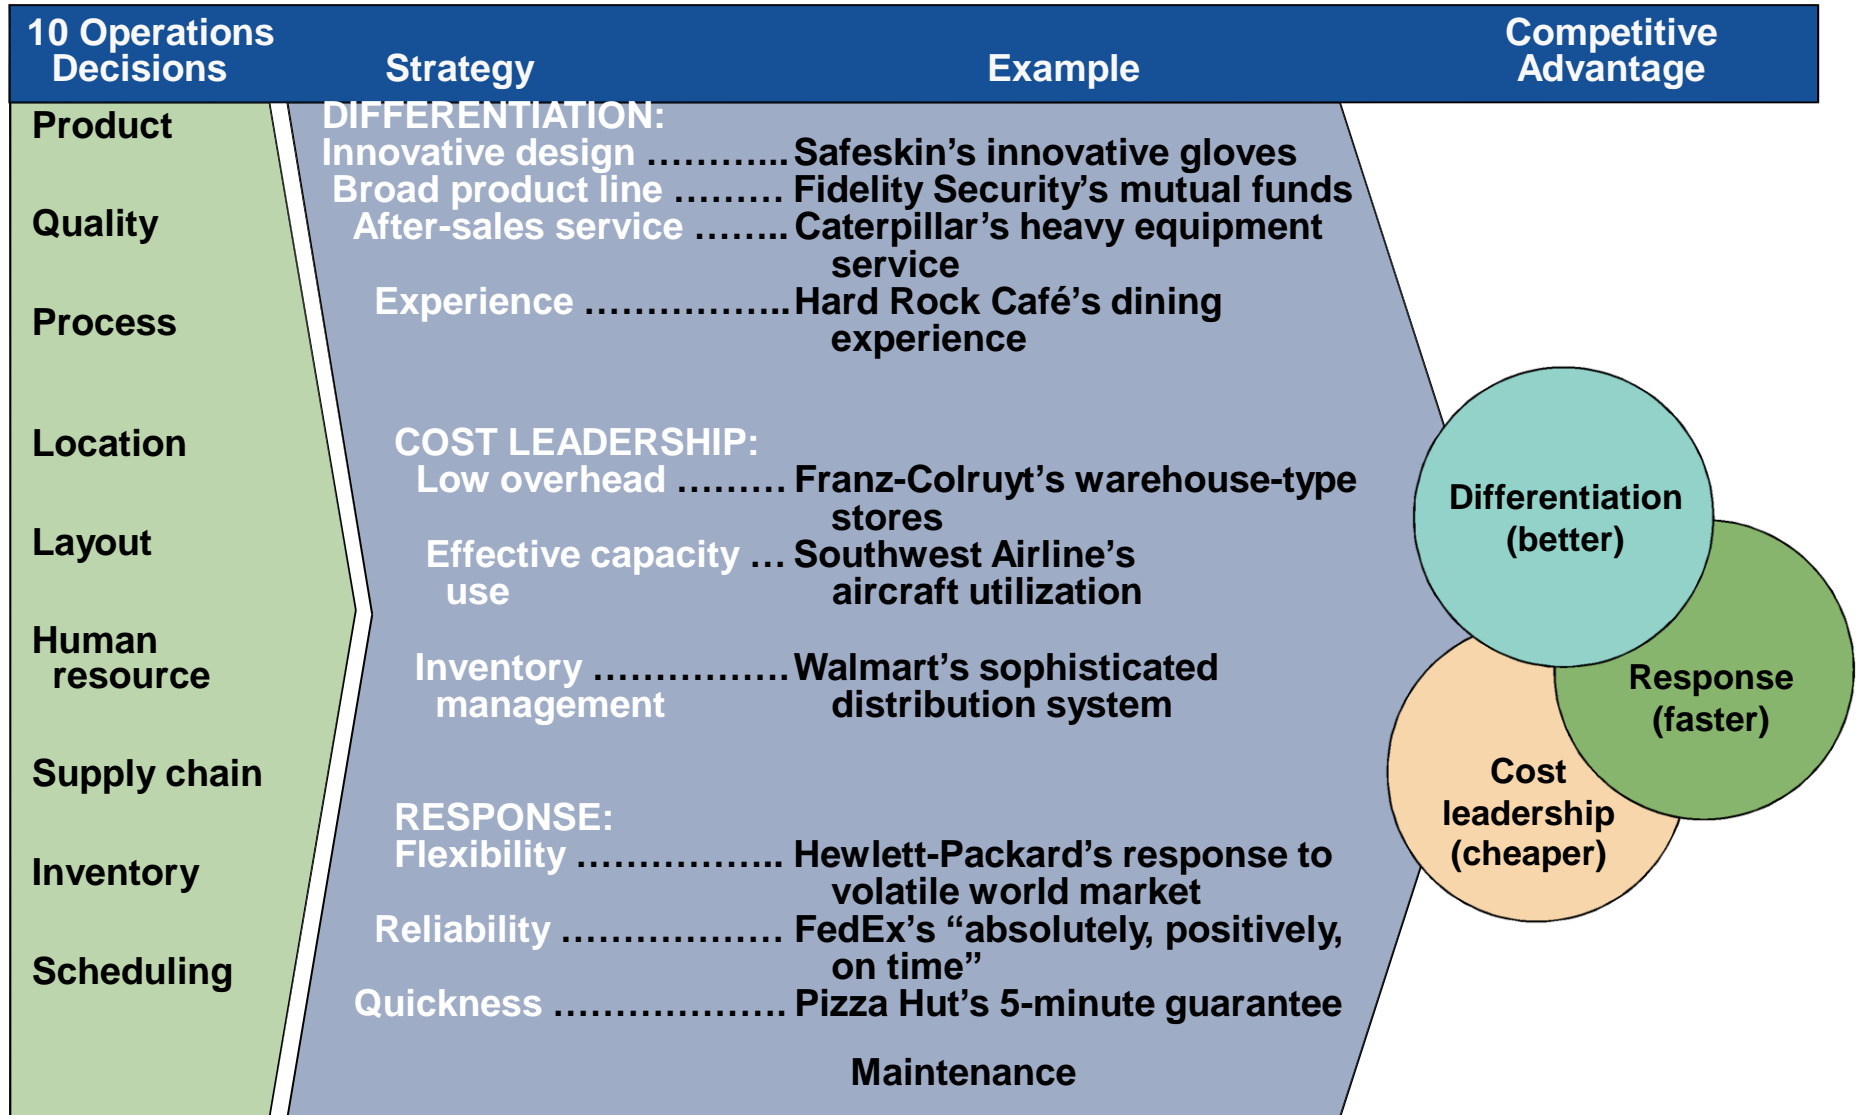 10 Operations
Decisions
Strategy
Example
Competitive
Advantage
Product
Quality
Process
Location
Layout
Human
resource
Supply chain
Inventory
Scheduling
DIFFERENTIATION:
Innovative design ………... Safeskin’s innovative gloves
Broad product line ……… Fidelity Security’s mutual funds
After-sales service …….. Caterpillar’s heavy equipment
service
Experience …………….. Hard Rock Café’s dining
experience
COST LEADERSHIP:
Low overhead ……… Franz-Colruyt’s warehouse-type
stores
Effective capacity … Southwest Airline’s
use aircraft utilization
Inventory ……………. Walmart’s sophisticated
management distribution system
RESPONSE:
Flexibility …………….. Hewlett-Packard’s response to
volatile world market
Reliability ……………… FedEx’s “absolutely, positively,
on time”
Quickness ………………. Pizza Hut’s 5-minute guarantee
Maintenance
Differentiation
(better)
Response
(faster)
Cost
leadership
(cheaper)